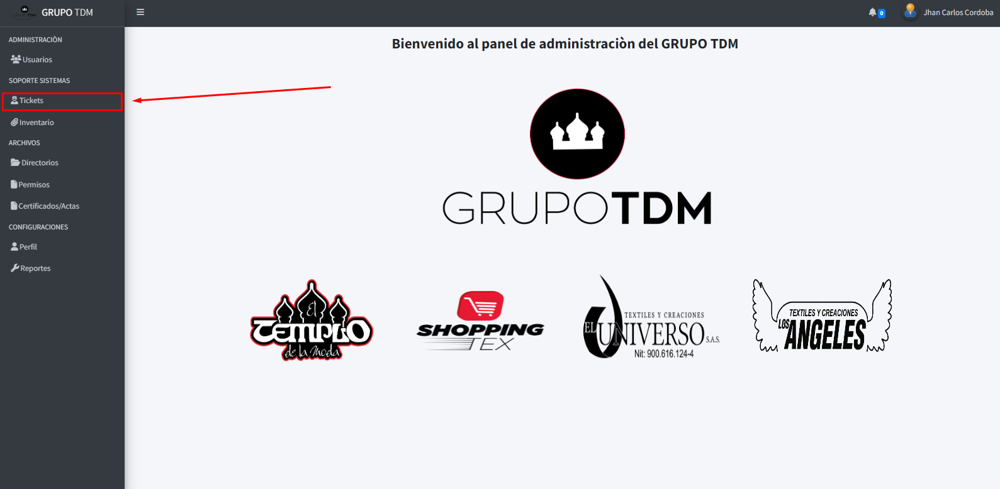 GRUPO TDM
0
Jhan Carlos Cordoba
ADMINISTRACIÒN
Usuarios
SOPORTE SISTEMAS
Tickets
Inventario
ARCHIVOS
Directorios
Permisos
Certificados/Actas
CONFIGURACIONES
Perfil
Reportes
Bienvenido al panel de administraciòn del GRUPO TDM
GRUPOTDM
El
TEMPLO
de la Moda
SHOPPING
TEX
TEXTILES Y CREACIONES
EL UNIVERSO S.A.S.
Nit: 900.616.124-4
TEXTILES Y CREACIONES
LOS ANGELES